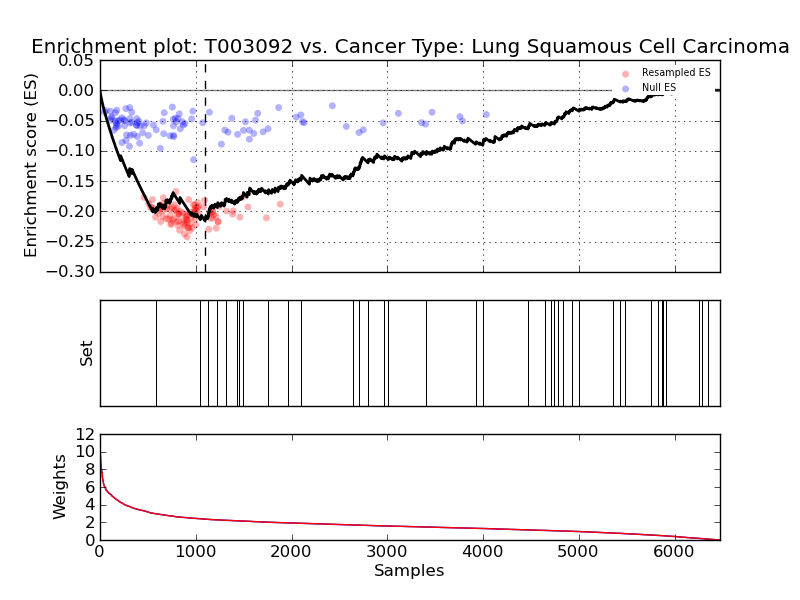 Enrichment plot: T003092 vs. Cancer Type: Lung Squamous Cell Carcinoma
Enrichment score (ES)
0.05
0.00
−0.05
−0.10
−0.15
−0.20
−0.25
−0.30
Resampled ES
Null ES
Set
Weights
12
10
8
6
4
2
0
0 1000 2000 3000 4000 5000 6000
Samples